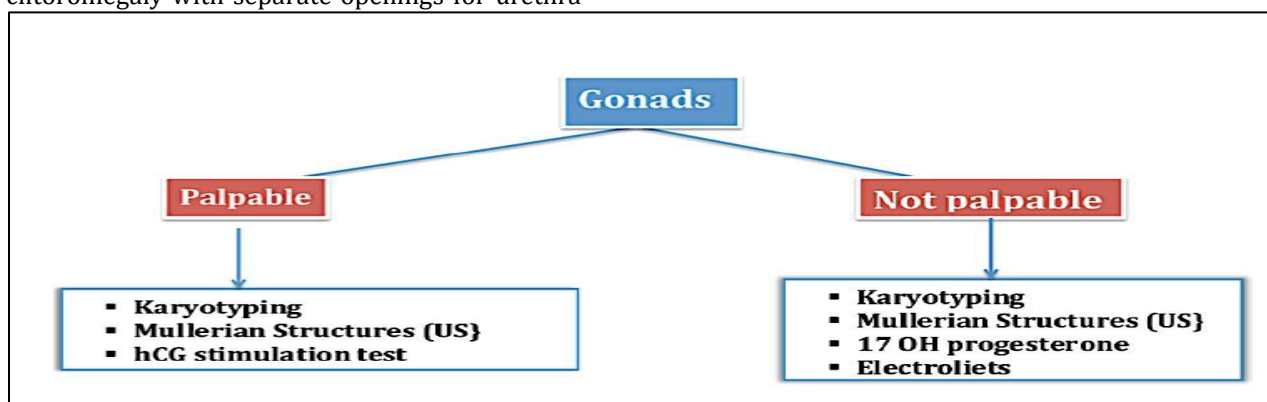 Gonads
Palpable
Not palpable
▪ Karyotyping
▪ Mullerian Structures (US}
▪ hCG stimulation test
▪ Karyotyping
▪ Mullerian Structures (US}
▪ 17 OH progesterone
▪ Electroliets